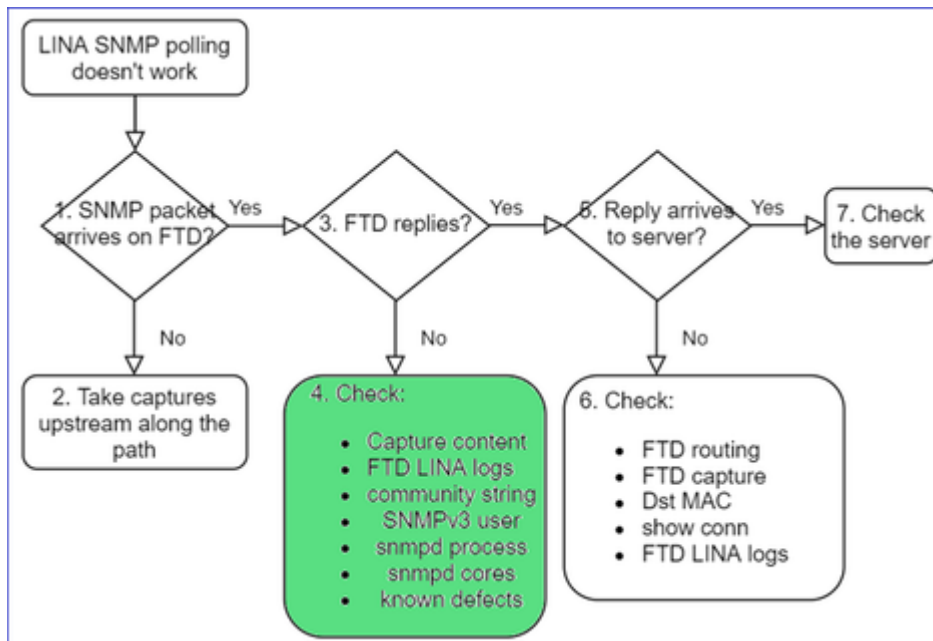 LINA SNMP polling
doesn't work
1. SNMP packet
arrives on FTD?
Yes
3. FTD replies?
Yes
5. Reply arrives
to server?
Yes
7. Check
the server
No
No
No
2. Take captures
upstream along the
path
4. Check:
• Capture content
• FTD LINA logs
• community string
• SNMPv3 user
• snmpd process
• snmpd cores
• known defects
6. Check:
• FTD routing
• FTD capture
• Dst MAC
• show conn
• FTD LINA logs